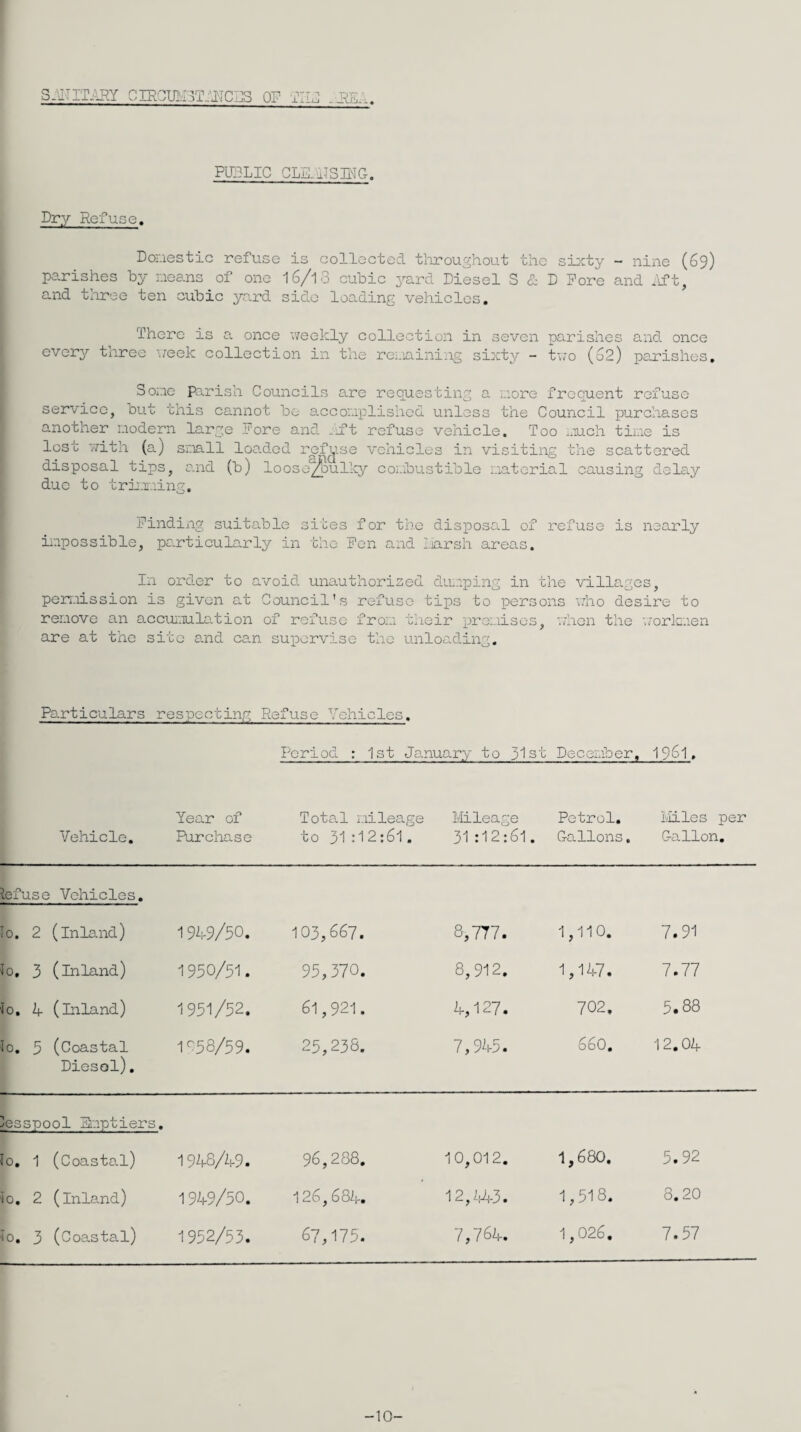 SANITARY CIRCUMSTANCES OF THE AREA.
PUBLIC CLEANSING.
Dry Refuse.
Domestic refuse is collected throughout the sixty - nine (69)
parishes by means of one 16/18 cubic yard Diesel S & D Fore and Aft,
and three ten cubic yard side loading vehicles.
There is a once weekly collection in seven parishes and once
every three week collection in the remaining sixty - two (62) parishes.
Some Parish Councils are requesting a more frequent refuse
service, but this cannot be accomplished unless the Council purchases
another modern large Fore and Aft refuse vehicle. Too much time is
lost with (a) small loaded refuse vehicles in visiting the scattered
disposal tips, and (b) loose/and bulky combustible material causing delay
due to trimming.
Finding suitable sites for the disposal of refuse is nearly
impossible, particularly in the Fen and Marsh areas.
In order to avoid unauthorized dumping in the villages,
permission is given at Council's refuse tips to persons who desire to
remove an accumulation of refuse from their premises, when the workmen
are at the site and can supervise the unloading.
Particulars respecting Refuse Vehicles.
Period : 1st January to 31st December, 1961.
Vehicle. Year of Purchase Total mileage to 31:12:61. Mileage 31:12:61. Petrol. Gallons. Miles per Gallon.
Refuse Vehicles.
No. 2 (Inland) 1949/50. 103,667. 8,777. 1,110. 7.91
No. 3 (Inland) 1950/51. 95,370. 8,912. 1,147. 7.77
No. 4 (Inland) 1951/52. 61,921. 4,127. 702. 5.88
No. 5 (Coastal Diesel). 1958/59. 25,238. 7,945. 660. 12.04
Cesspool Emptiers.
No. 1 (Coastal) 1948/49. 96,288. 10,012. 1,680. 5.92
No. 2 (Inland) 1949/50. 126,684. 12,443. 1,518. 8.20
No. 3 (Coastal) 1952/53. 67,175. 7,764. 1,026. 7.57
-10-